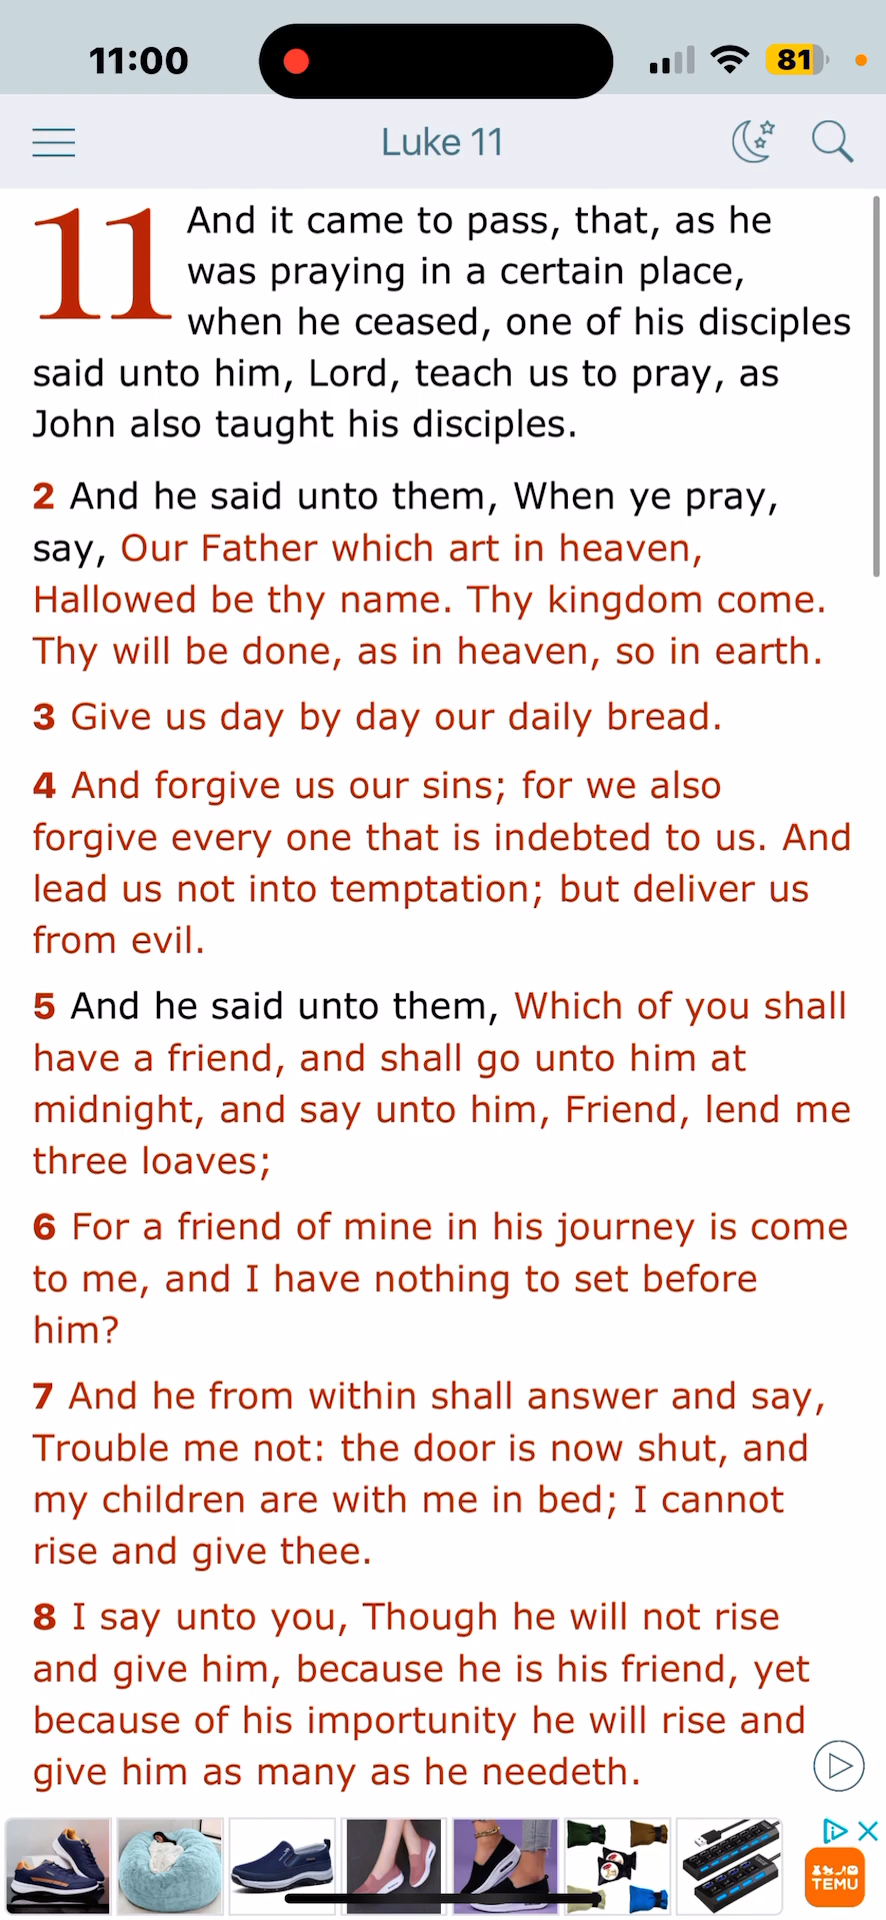 11:00
81
Luke 11
11 And it came to pass, that, as he
was praying in a certain place,
when he ceased, one of his disciples
said unto him, Lord, teach us to pray, as
John also taught his disciples.
2 And he said unto them, When ye pray,
say, Our Father which art in heaven,
Hallowed be thy name. Thy kingdom come.
Thy will be done, as in heaven, so in earth.
3 Give us day by day our daily bread.
4 And forgive us our sins; for we also
forgive every one that is indebted to us. And
lead us not into temptation; but deliver us
from evil.
5 And he said unto them, Which of you shall
have a friend, and shall go unto him at
midnight, and say unto him, Friend, lend me
three loaves;
6 For a friend of mine in his journey is come
to me, and I have nothing to set before
him?
7 And he from within shall answer and say,
Trouble me not: the door is now shut, and
my children are with me in bed; I cannot
rise and give thee.
8 I say unto you, Though he will not rise
and give him, because he is his friend, yet
because of his importunity he will rise and
give him as many as he needeth.
TEMU